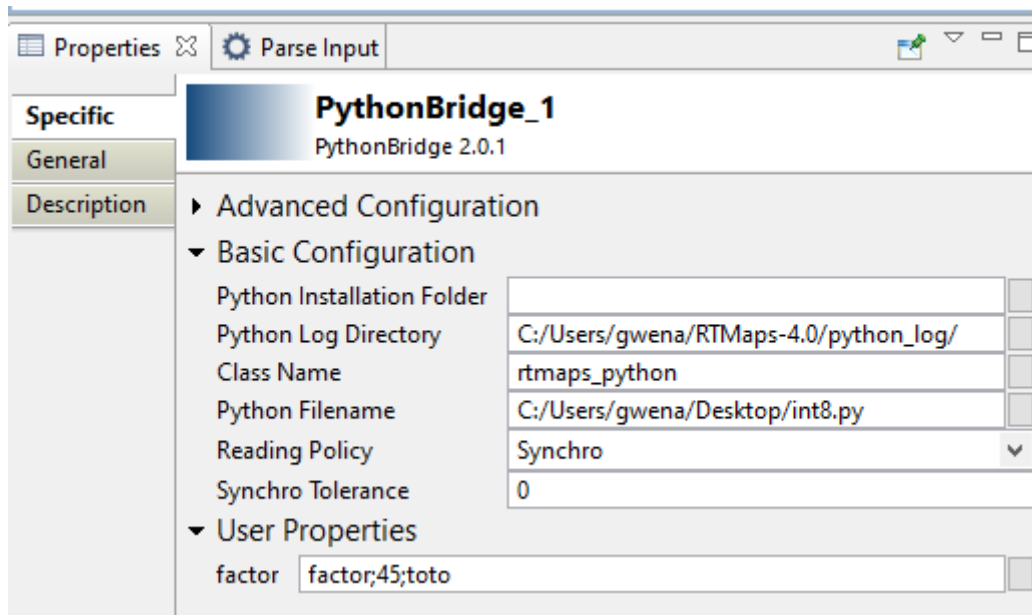 Properties Parse Input
PythonBridge_1
PythonBridge 2.0.1
Specific
General
Description
Advanced Configuration
Basic Configuration
Python Installation Folder
Python Log Directory C:/Users/gwena/RTMaps-4.0/python_log/
Class Name rtmaps_python
Python Filename C:/Users/gwena/Desktop/int8.py
Reading Policy Synchro
Synchro Tolerance 0
User Properties
factor factor;45;toto